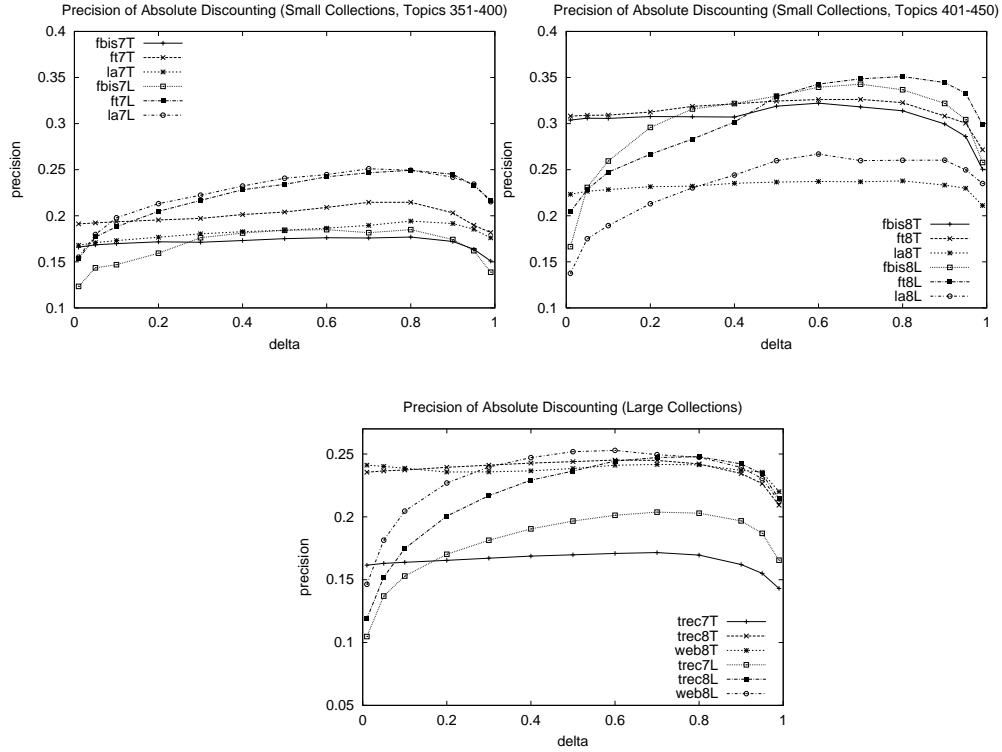 Precision of Absolute Discounting (Small Collections, Topics 351-400)
0.4
0.35
0.3
0.25
0.2
0.15
0.1
precision
fbis7T
ft7T
la7T
fbis7L
ft7L
la7L
0
0.2
0.4
0.6
0.8
1
delta
Precision of Absolute Discounting (Small Collections, Topics 401-450)
0.4
0.35
0.3
0.25
0.2
0.15
0.1
precision
fbis8T
ft8T
la8T
fbis8L
ft8L
la8L
0
0.2
0.4
0.6
0.8
1
delta
Precision of Absolute Discounting (Large Collections)
0.25
0.2
0.15
0.1
0.05
precision
trec7T
trec8T
web8T
trec7L
trec8L
web8L
0
0.2
0.4
0.6
0.8
1
delta